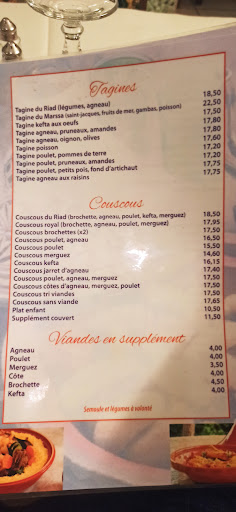 Tagines
Tagine du Riad (légumes, agneau) 18,50
Tagine du Marssa (saint-jacques, fruits de mer, gambas, poisson) 22,50
Tagine kefta aux oeufs 17,50
Tagine agneau, pruneaux, amandes 17,80
Tagine agneau, oignon, olives 17,60
Tagine poisson 17,20
Tagine poulet, pommes de terre 17,20
Tagine poulet, pruneaux, amandes 17,75
Tagine poulet, petits pois, fond d'artichaut 17,75
Tagine agneau aux raisins
Couscous
Couscous du Riad (brochette, agneau, poulet, kefta, merguez) 18,50
Couscous royal (brochette, agneau, poulet, merguez) 17,95
Couscous brochettes (x2) 17,50
Couscous poulet, agneau 16,50
Couscous poulet 15,50
Couscous merguez 14,60
Couscous kefta 16,15
Couscous jarret d'agneau 17,40
Couscous poulet, merguez 17,50
Couscous côtes d'agneau, merguez, poulet 17,50
Couscous tri viandes 17,50
Couscous sans viande 17,65
Plat enfant 10,50
Supplément couvert 11,50
Viandes en supplément
Agneau 4,00
Poulet 4,00
Merguez 3,50
Côte 4,00
Brochette 4,50
Kefta 4,00
Semoule et légumes à volonté